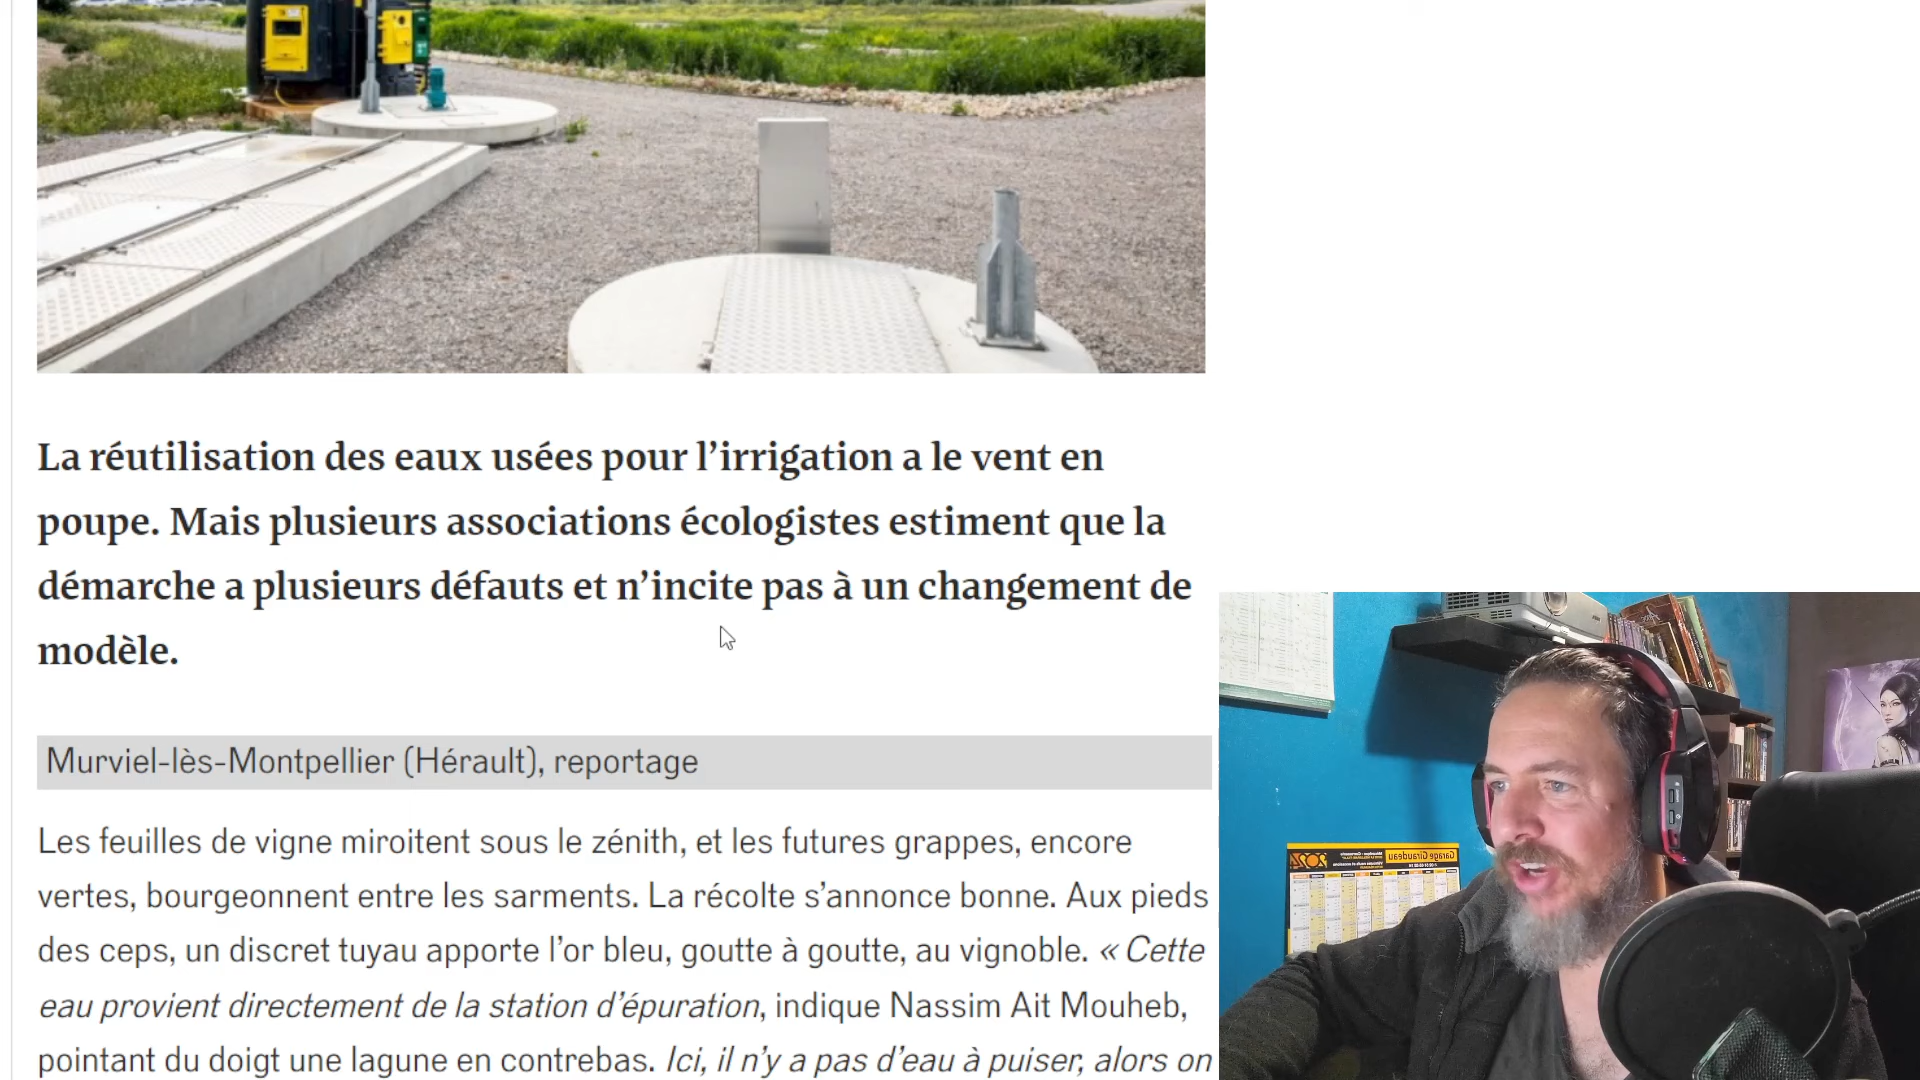 La réutilisation des eaux usées pour l’irrigation a le vent en
poupe. Mais plusieurs associations écologistes estiment que la
démarche a plusieurs défauts et n’incite pas à un changement de
modèle.
Murviel-lès-Montpellier (Hérault), reportage
Les feuilles de vigne miroitent sous le zénith, et les futures grappes, encore
vertes, bourgeonnent entre les sarments. La récolte s’annonce bonne. Aux pieds
des ceps, un discret tuyau apporte l’or bleu, goutte à goutte, au vignoble. « Cette
eau provient directement de la station d’épuration, indique Nassim Ait Mouheb,
pointant du doigt une lagune en contrebas. Ici, il n’y a pas d’eau à puiser, alors on
Garage Giraudeau